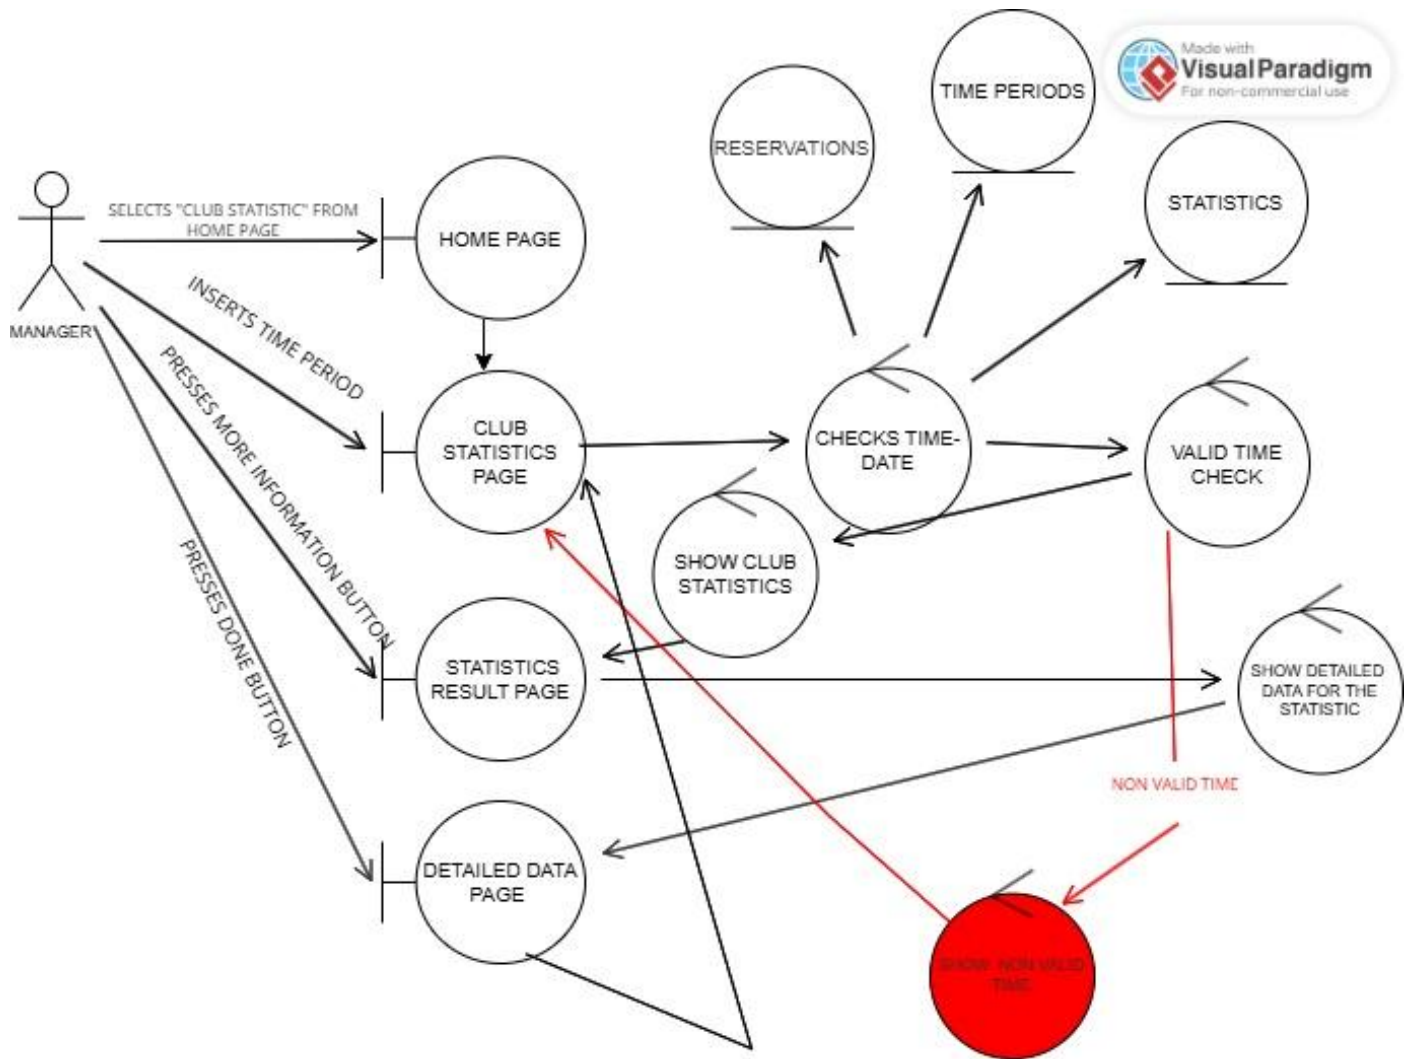 Made with
Visual Paradigm
For non-commercial use
TIME PERIODS
RESERVATIONS
STATISTICS
SELECTS "CLUB STATISTIC" FROM
HOME PAGE
HOME PAGE
MANAGER
INSERTS TIME PERIOD
PRESSES MORE INFORMATION BUTTON
PRESSES DONE BUTTON
CLUB
STATISTICS
PAGE
CHECKS TIME-
DATE
VALID TIME
CHECK
SHOW CLUB
STATISTICS
STATISTICS
RESULT PAGE
SHOW DETAILED
DATA FOR THE
STATISTIC
NON VALID TIME
DETAILED DATA
PAGE
SHOW NON VALID
TIME